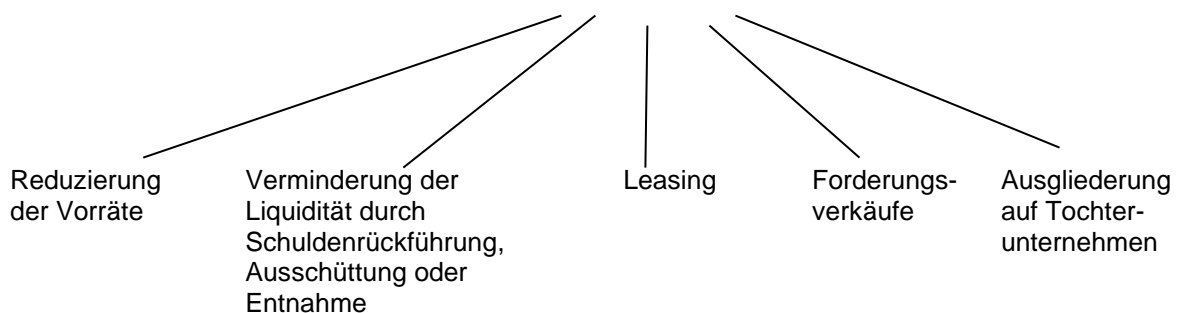 Reduzierung
der Vorräte
Verminderung der
Liquidität durch
Schuldenrückführung,
Ausschüttung oder
Entnahme
Leasing
Forderungs-
verkäufe
Ausgliederung
auf Tochter-
unternehmen